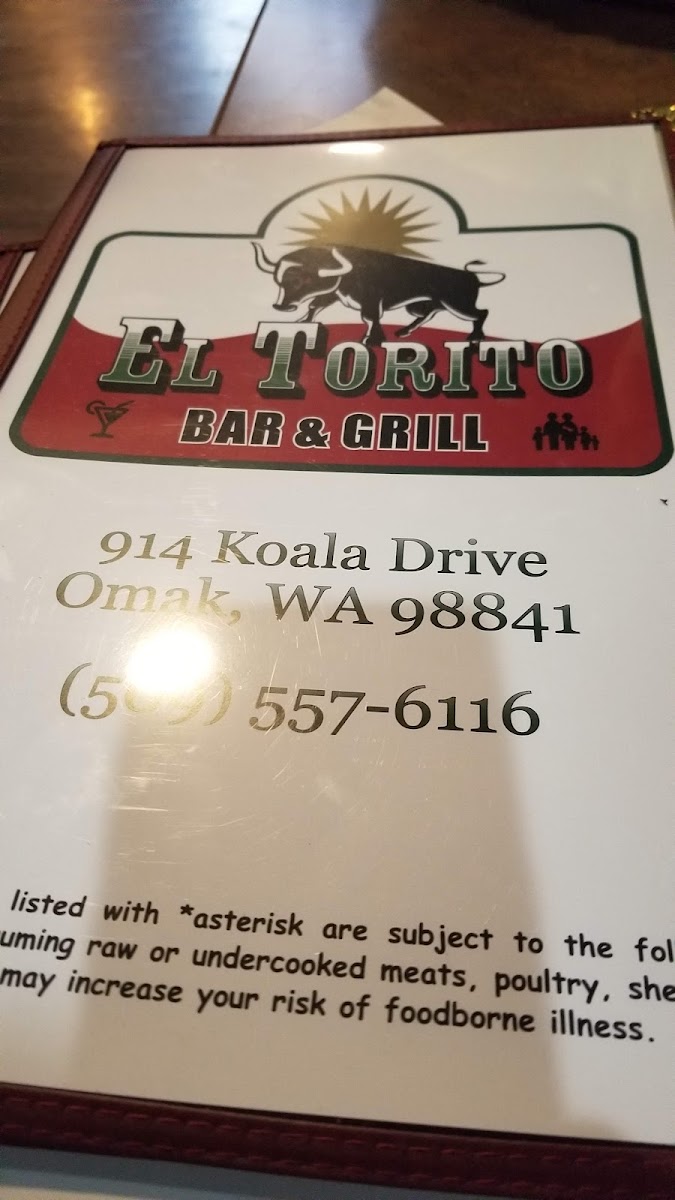 EL TORITO
BAR & GRILL
914 Koala Drive
Omak, WA 98841
(509) 557-6116
listed with *asterisk are subject to the fol
uming raw or undercooked meats, poultry, she
may increase your risk of foodborne illness.